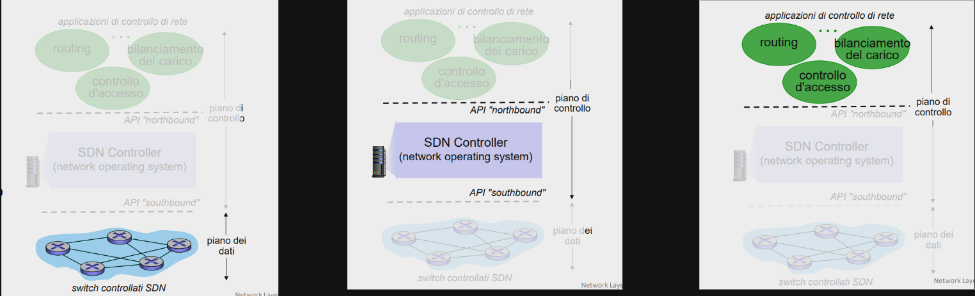 applicazioni di controllo di rete
routing
...
bilanciamento
del carico
controllo
d'accesso
piano di
controllo
API "northbound"
SDN Controller
(network operating system)
API "southbound"
piano dei
dati
switch controllati SDN
Network Laye
applicazioni di controllo di rete
routing
...
bilanciamento
del carico
controllo
d'accesso
piano di
controllo
API "northbound"
SDN Controller
(network operating system)
API "southbound"
piano dei
dati
switch controllati SDN
Network Laye
applicazioni di controllo di rete
routing
...
bilanciamento
del carico
controllo
d'accesso
piano di
controllo
API "northbound"
SDN Controller
(network operating system)
API "southbound"
piano dei
dati
switch controllati SDN
Network Laye